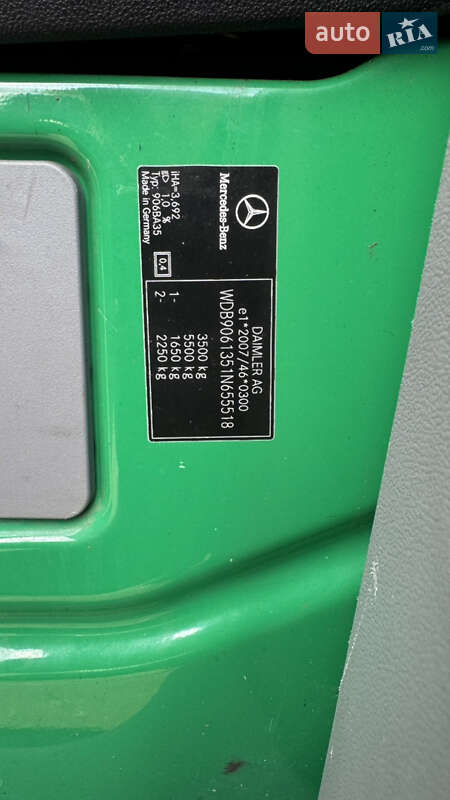 auto RIA
.com
Mercedes-Benz
iHA=3,692
1,0 %
Typ: 906BA35
Made in Germany
0,4
DAIMLER AG
e1*2007/46*0300
WDB9061351N655518
3500 kg
5500 kg
1- 1650 kg
2- 2250 kg